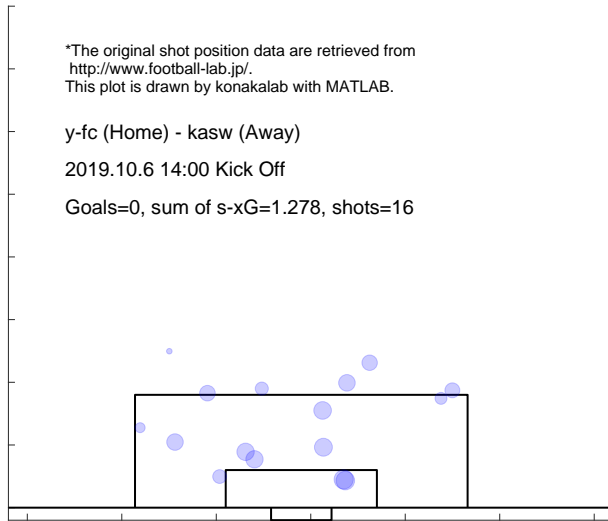 *The original shot position data are retrieved from
http://www.football-lab.jp/.
This plot is drawn by konakalab with MATLAB.
y-fc (Home) - kasw (Away)
2019.10.6 14:00 Kick Off
Goals=0, sum of s-xG=1.278, shots=16